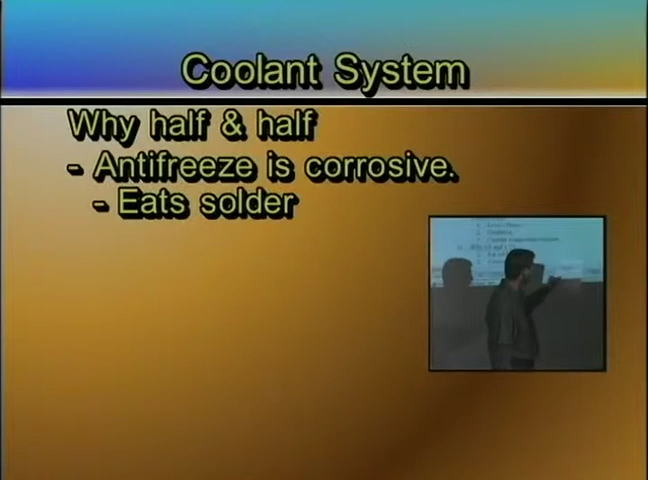 Coolant System
Why half & half
- Antifreeze is corrosive.
- Eats solder